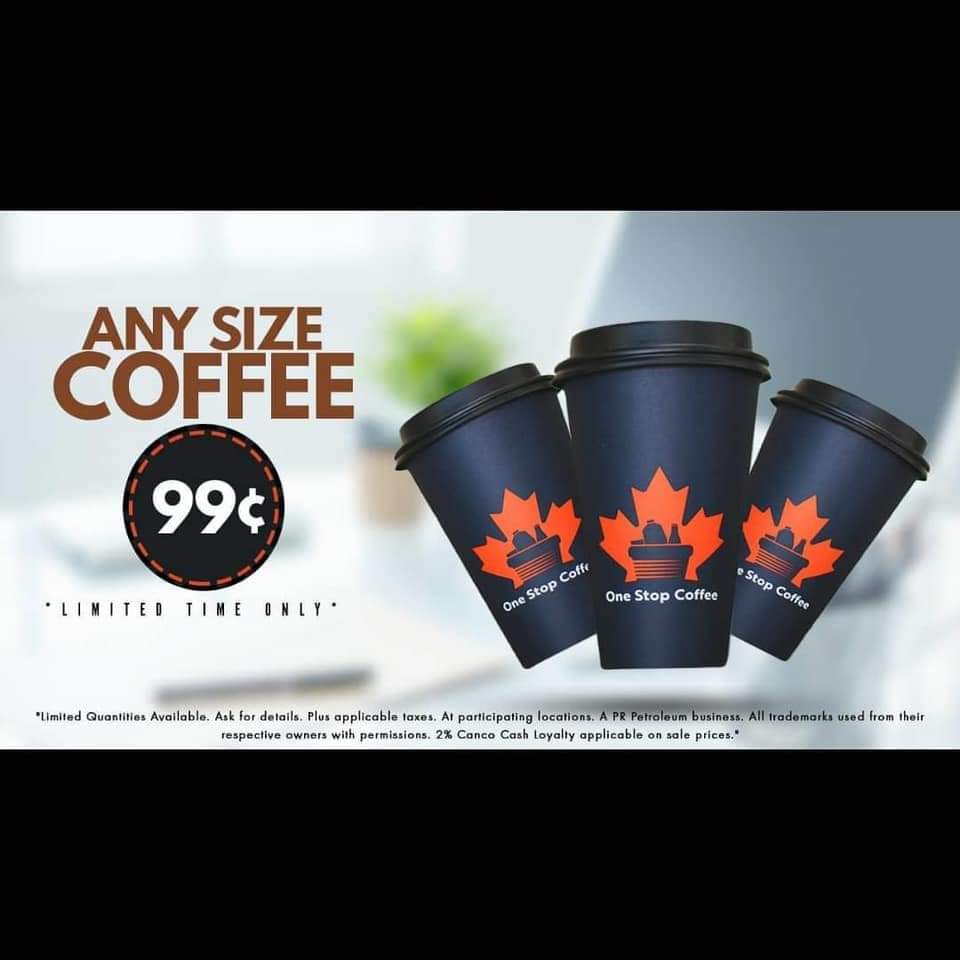 ANY SIZE
COFFEE
99¢
*LIMITED TIME ONLY*
One Stop Coffee
One Stop Coffee
e Stop Coffee
"Limited Quantities Available. Ask for details. Plus applicable taxes. At participating locations. A PR Petroleum business. All trademarks used from their
respective owners with permissions. 2% Canco Cash Loyalty applicable on sale prices."